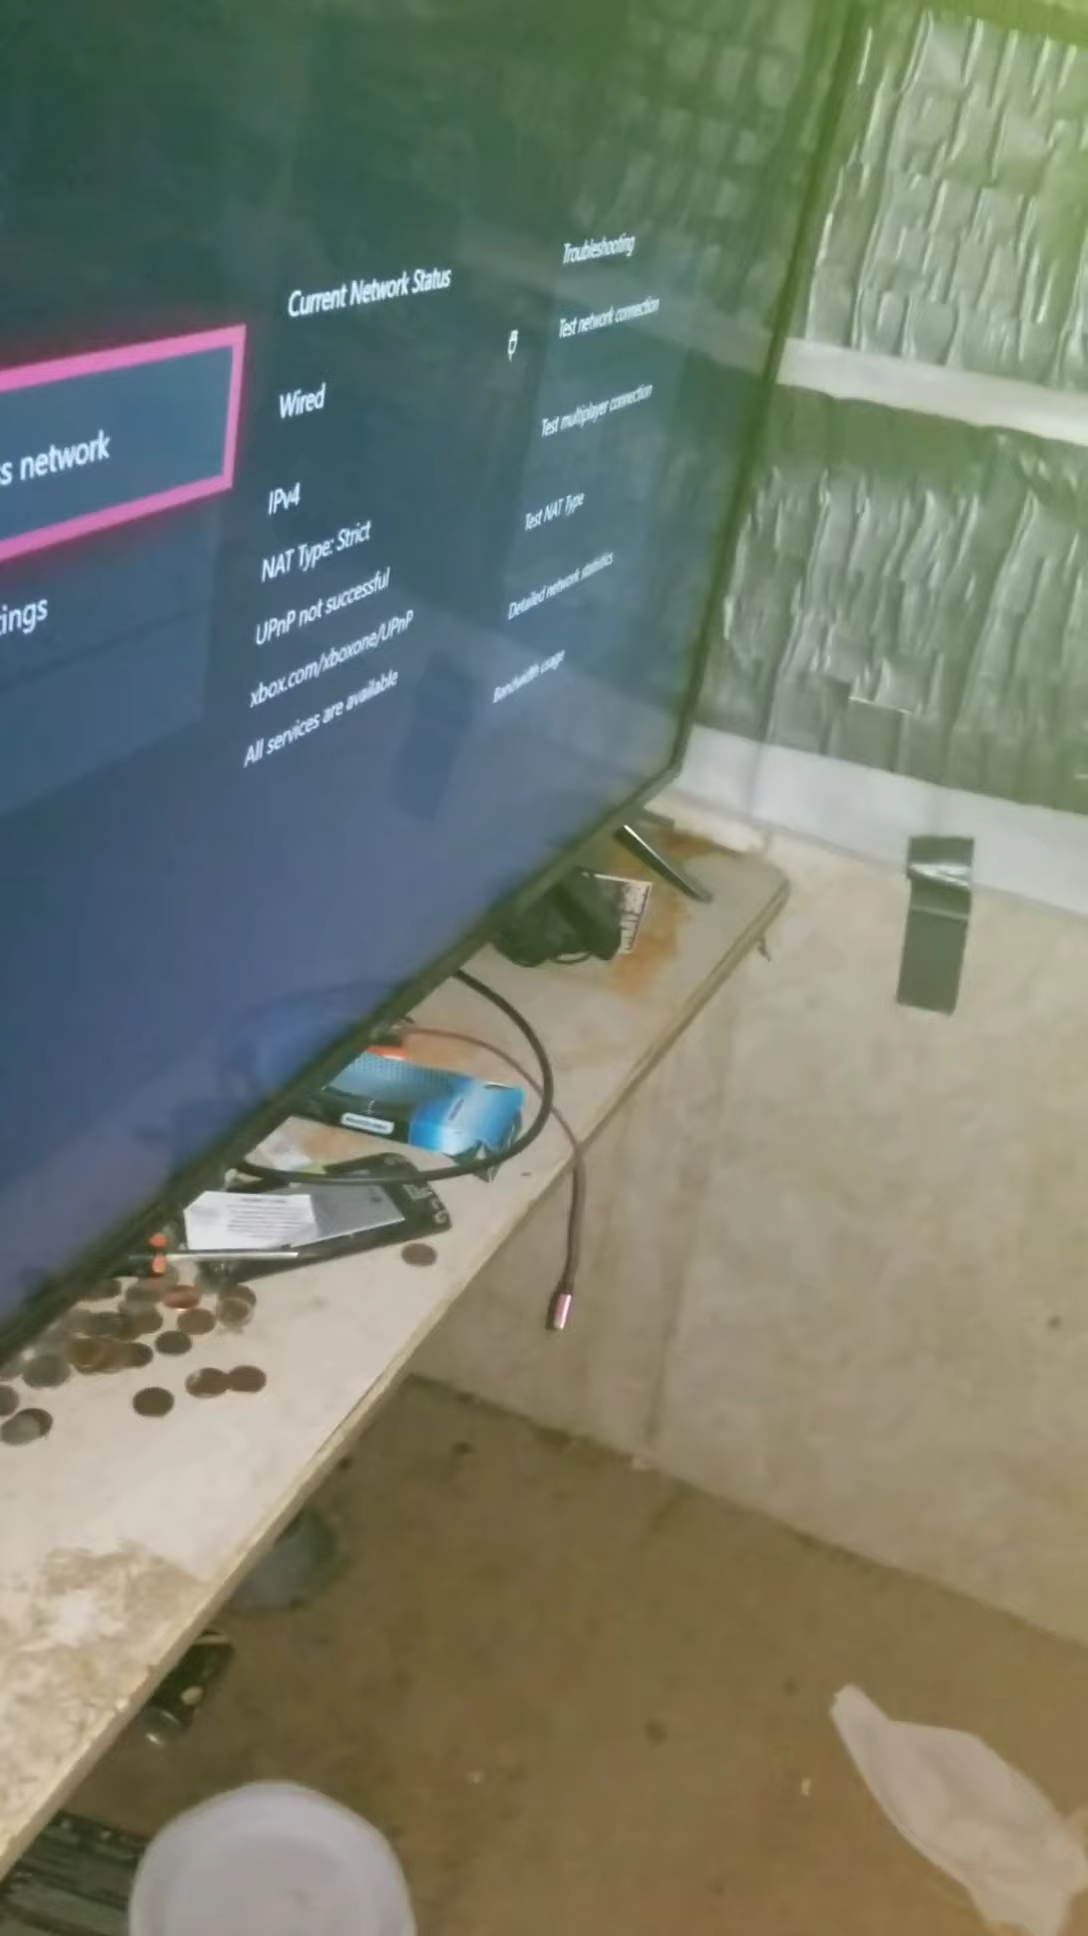 s network
ings
Current Network Status
Wired
IPv4
NAT Type: Strict
UPnP not successful
xbox.com/xboxone/UPnP
All services are available
Troubleshooting
Test network connection
Test multiplayer connection
Test NAT Type
Detailed network statistics
Bandwidth usage